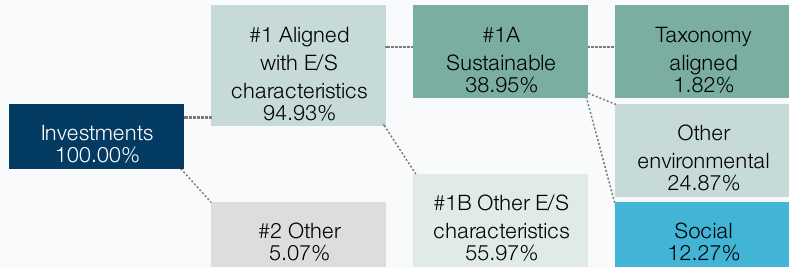 Investments
100.00%
#1 Aligned
with E/S
characteristics
94.93%
#2 Other
5.07%
#1A
Sustainable
38.95%
#1B Other E/S
characteristics
55.97%
Taxonomy
aligned
1.82%
Other
environmental
24.87%
Social
12.27%